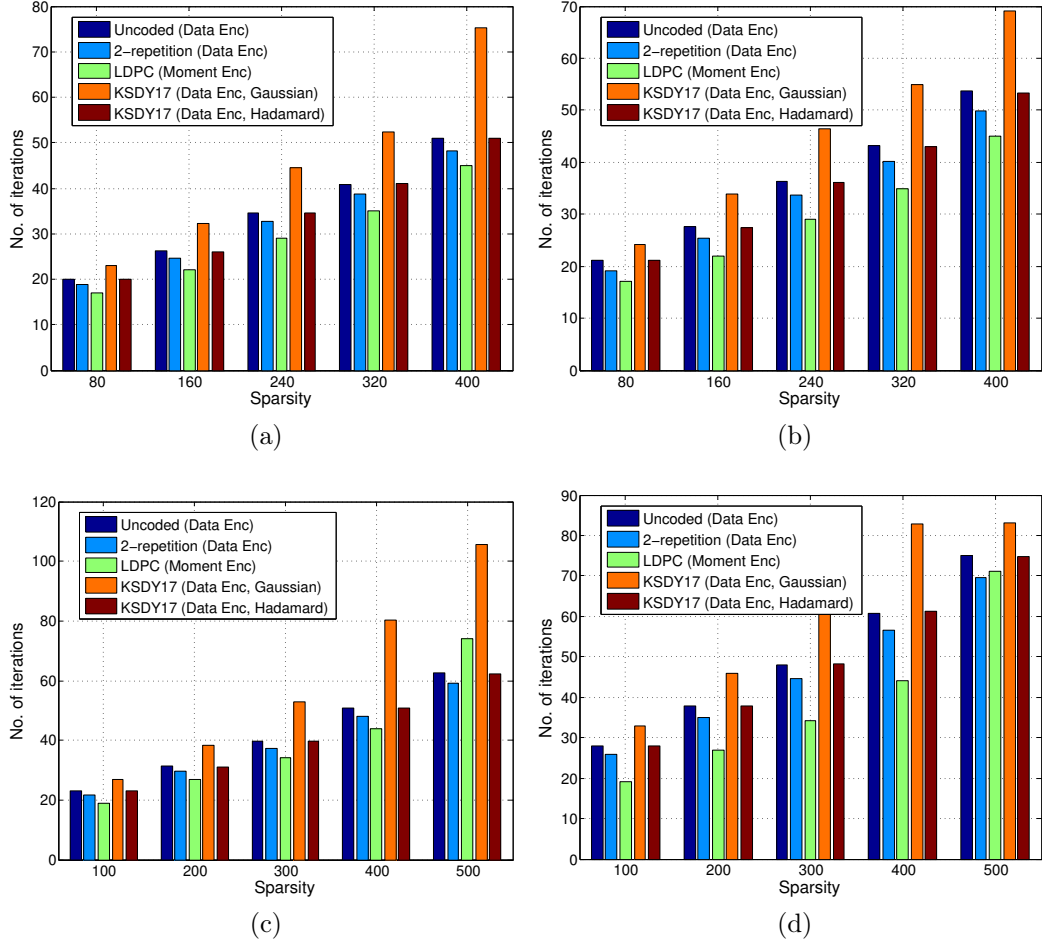 80
70
60
50
40
30
20
10
0
No. of iterations
Uncoded (Data Enc)
2−repetition (Data Enc)
LDPC (Moment Enc)
KSDY17 (Data Enc, Gaussian)
KSDY17 (Data Enc, Hadamard)
80 160 240 320 400
Sparsity
(a)
70
60
50
40
30
20
10
0
No. of iterations
Uncoded (Data Enc)
2−repetition (Data Enc)
LDPC (Moment Enc)
KSDY17 (Data Enc, Gaussian)
KSDY17 (Data Enc, Hadamard)
80 160 240 320 400
Sparsity
(b)
120
100
80
60
40
20
0
No. of iterations
Uncoded (Data Enc)
2−repetition (Data Enc)
LDPC (Moment Enc)
KSDY17 (Data Enc, Gaussian)
KSDY17 (Data Enc, Hadamard)
100 200 300 400 500
Sparsity
(c)
90
80
70
60
50
40
30
20
10
0
No. of iterations
Uncoded (Data Enc)
2−repetition (Data Enc)
LDPC (Moment Enc)
KSDY17 (Data Enc, Gaussian)
KSDY17 (Data Enc, Hadamard)
100 200 300 400 500
Sparsity
(d)